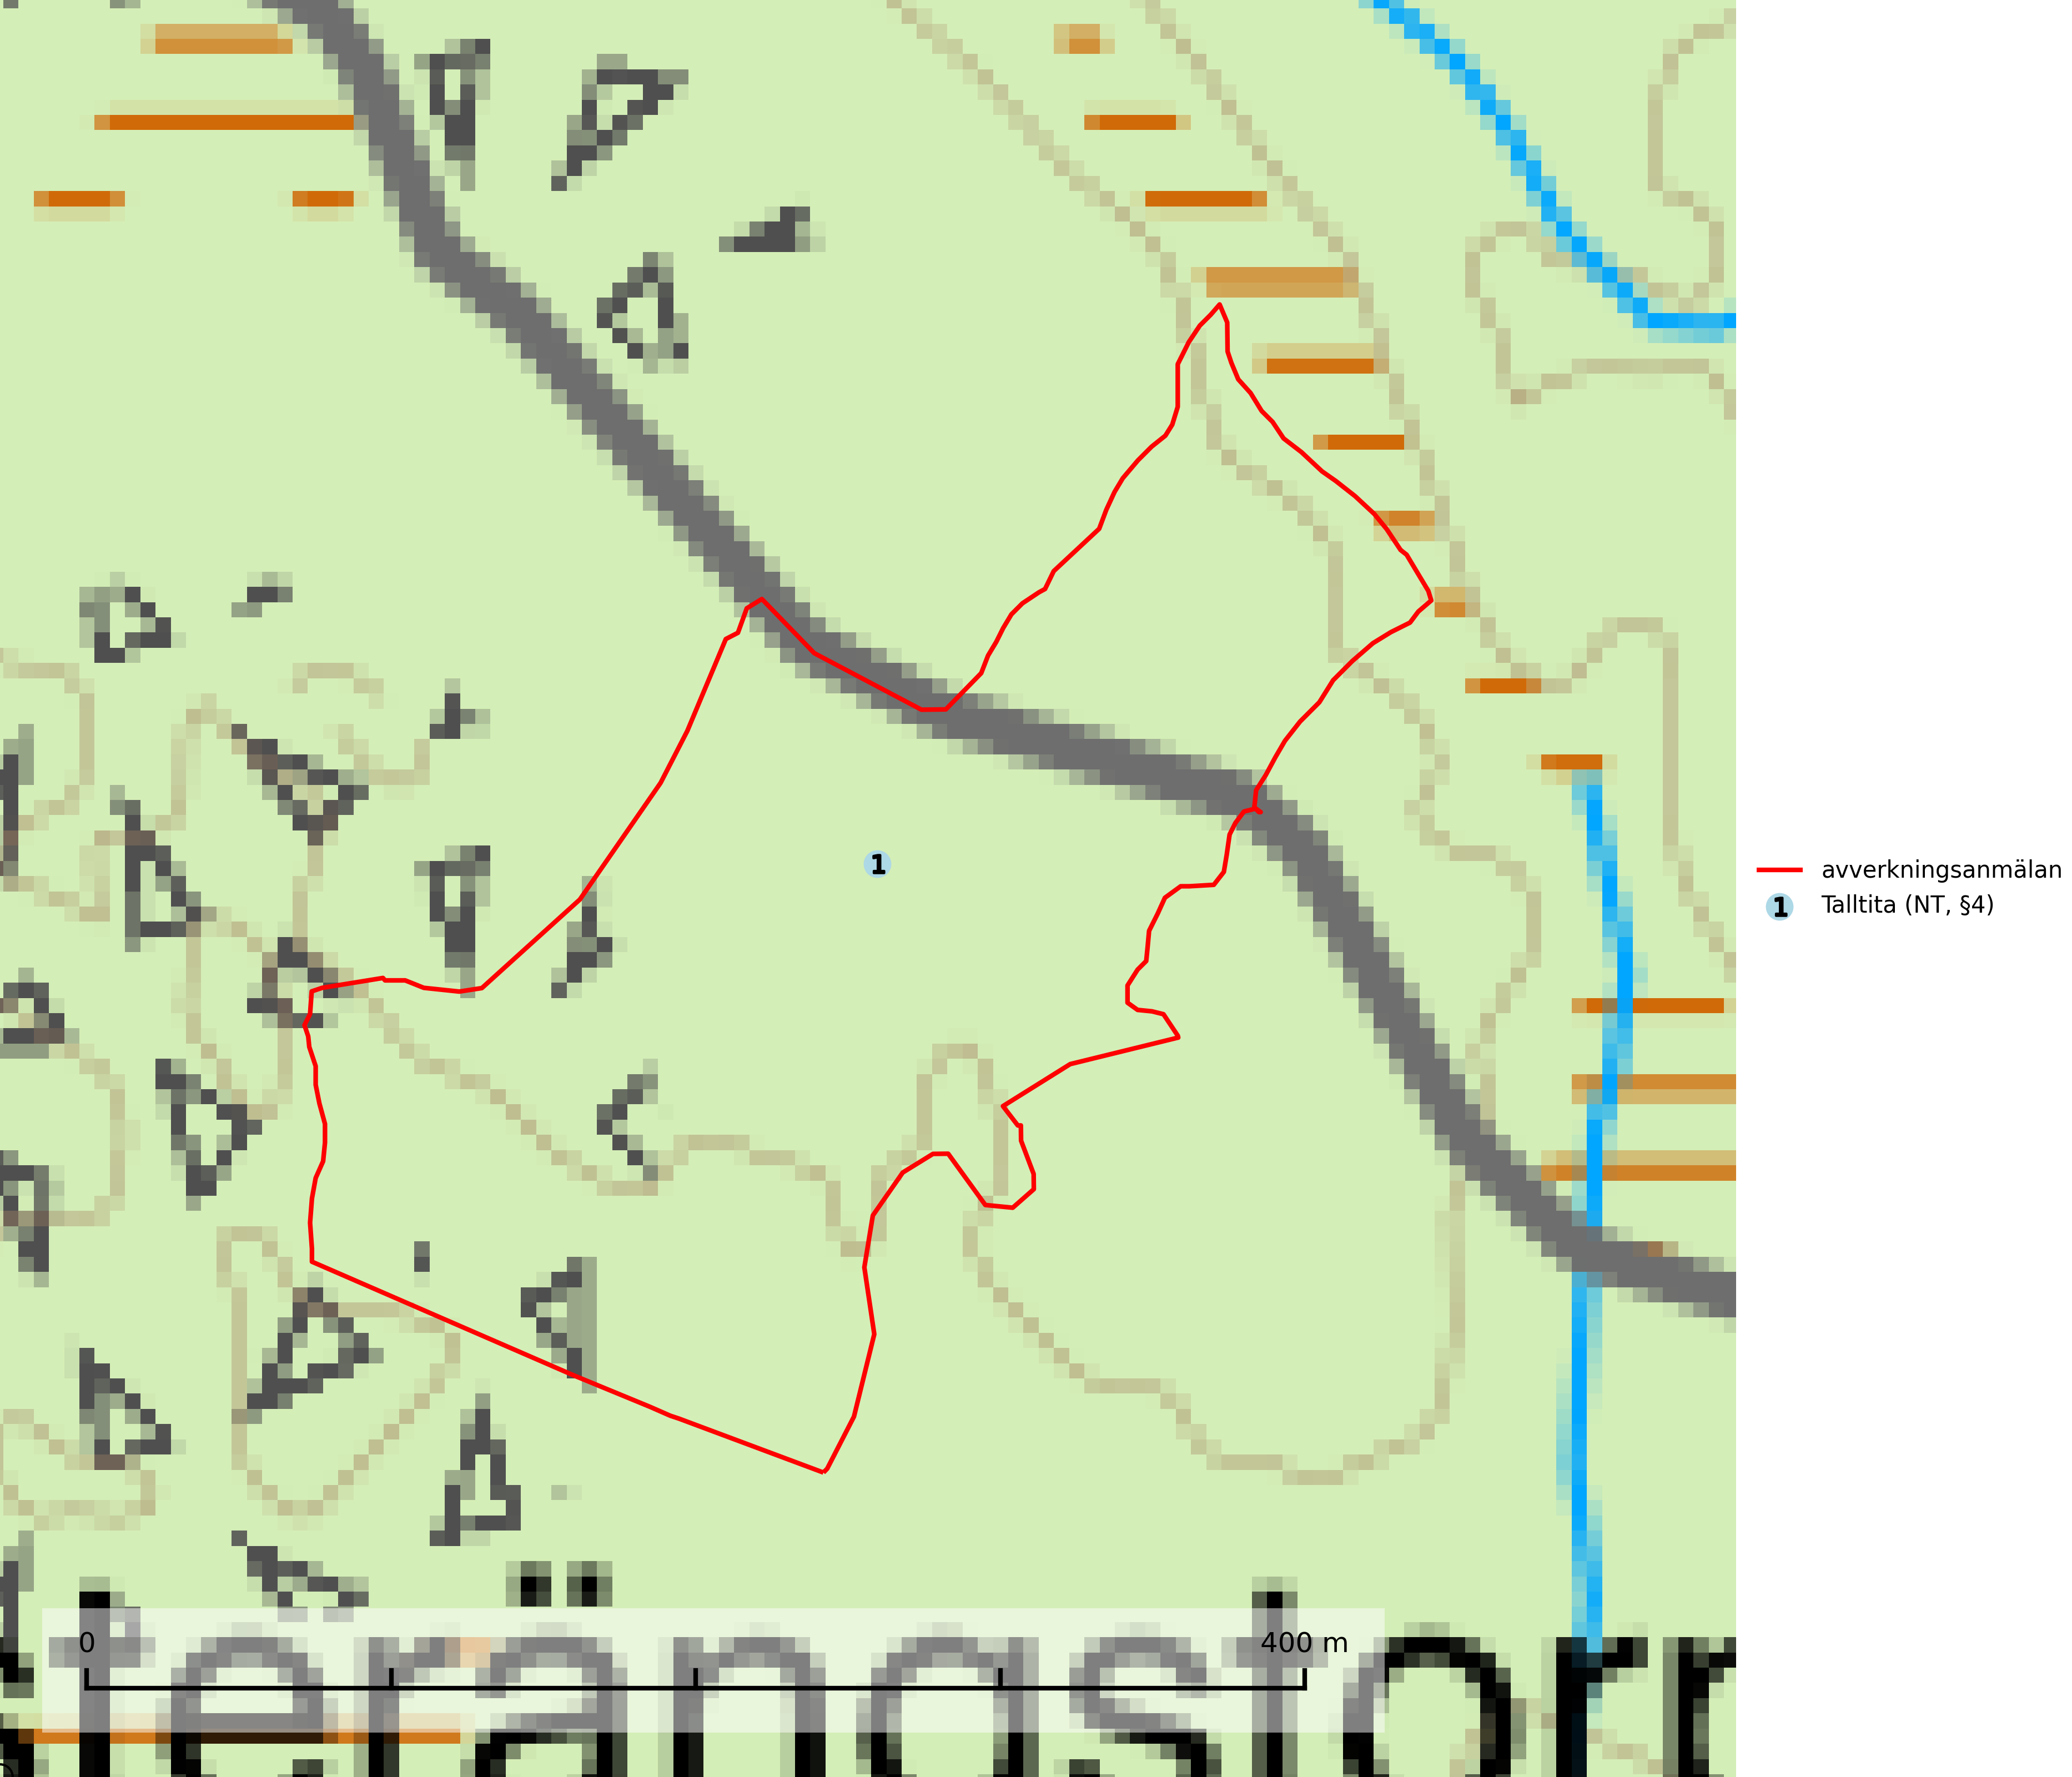 1
avverkningsanmälan
1 Talltita (NT, §4)
0 400 m